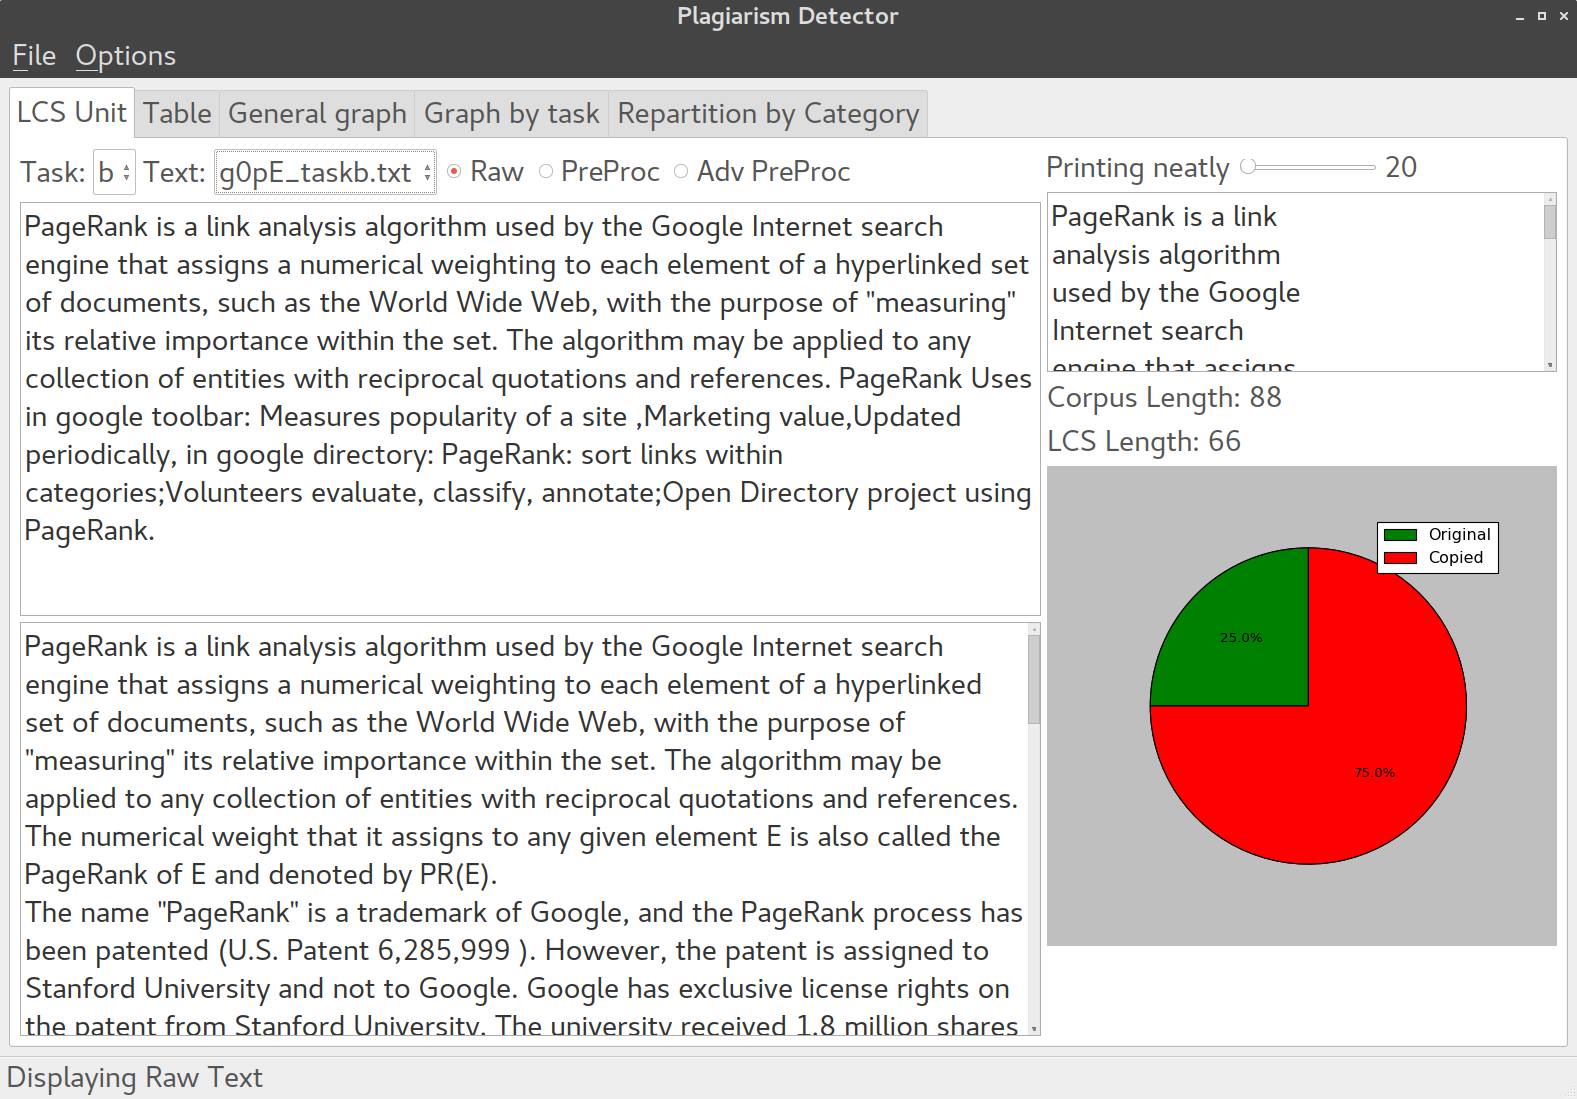 Plagiarism Detector
File Options
LCS Unit Table General graph Graph by task Repartition by Category
Task: b Text: g0pE_taskb.txt Raw PreProc Adv PreProc
PageRank is a link analysis algorithm used by the Google Internet search
engine that assigns a numerical weighting to each element of a hyperlinked set
of documents, such as the World Wide Web, with the purpose of "measuring"
its relative importance within the set. The algorithm may be applied to any
collection of entities with reciprocal quotations and references. PageRank Uses
in google toolbar: Measures popularity of a site ,Marketing value,Updated
periodically, in google directory: PageRank: sort links within
categories;Volunteers evaluate, classify, annotate;Open Directory project using
PageRank.
PageRank is a link analysis algorithm used by the Google Internet search
engine that assigns a numerical weighting to each element of a hyperlinked
set of documents, such as the World Wide Web, with the purpose of
"measuring" its relative importance within the set. The algorithm may be
applied to any collection of entities with reciprocal quotations and references.
The numerical weight that it assigns to any given element E is also called the
PageRank of E and denoted by PR(E).
The name "PageRank" is a trademark of Google, and the PageRank process has
been patented (U.S. Patent 6,285,999 ). However, the patent is assigned to
Stanford University and not to Google. Google has exclusive license rights on
the patent from Stanford University. The university received 1.8 million shares
Printing neatly 20
PageRank is a link
analysis algorithm
used by the Google
Internet search
engine that assigns
Corpus Length: 88
LCS Length: 66
Original
Copied
25.0%
75.0%
Displaying Raw Text